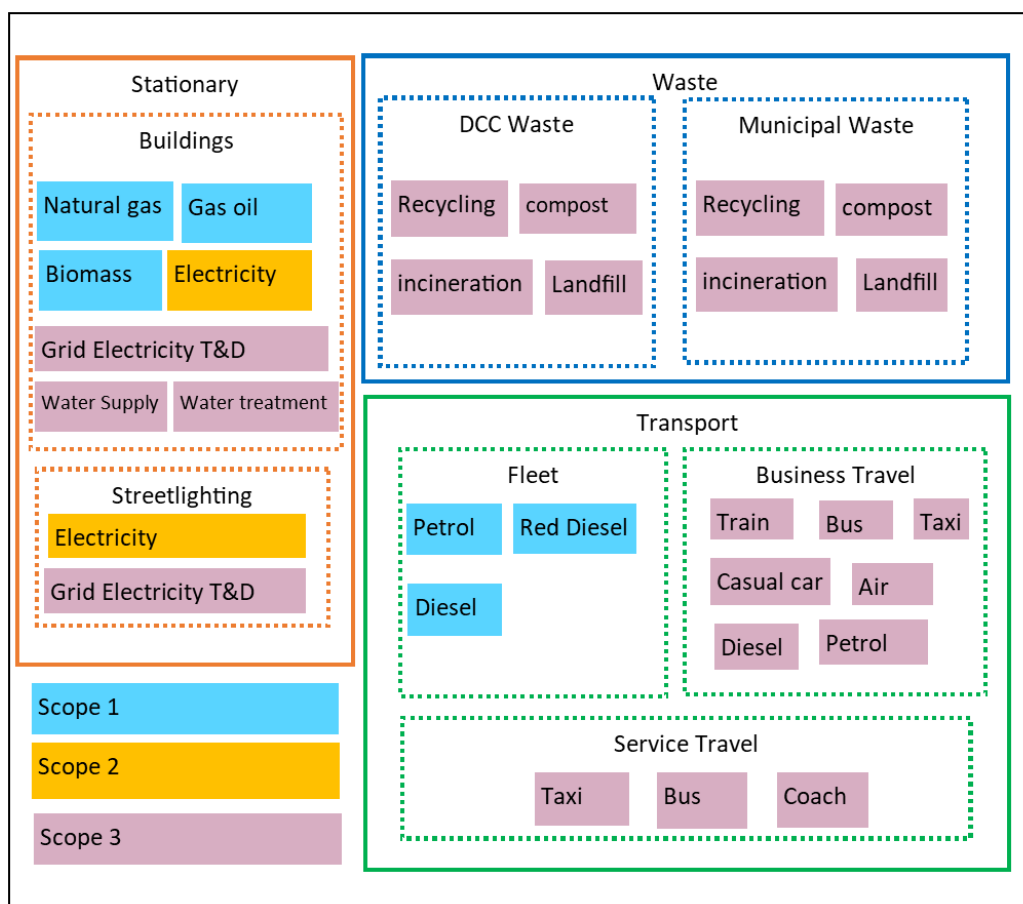 Stationary
Buildings
Natural gas
Gas oil
Biomass
Electricity
Grid Electricity T&D
Water Supply
Water treatment
Streetlighting
Electricity
Grid Electricity T&D
Scope 1
Scope 2
Scope 3
Waste
DCC Waste
Recycling
compost
incineration
Landfill
Municipal Waste
Recycling
compost
incineration
Landfill
Transport
Fleet
Petrol
Red Diesel
Diesel
Business Travel
Train
Bus
Taxi
Casual car
Air
Diesel
Petrol
Service Travel
Taxi
Bus
Coach